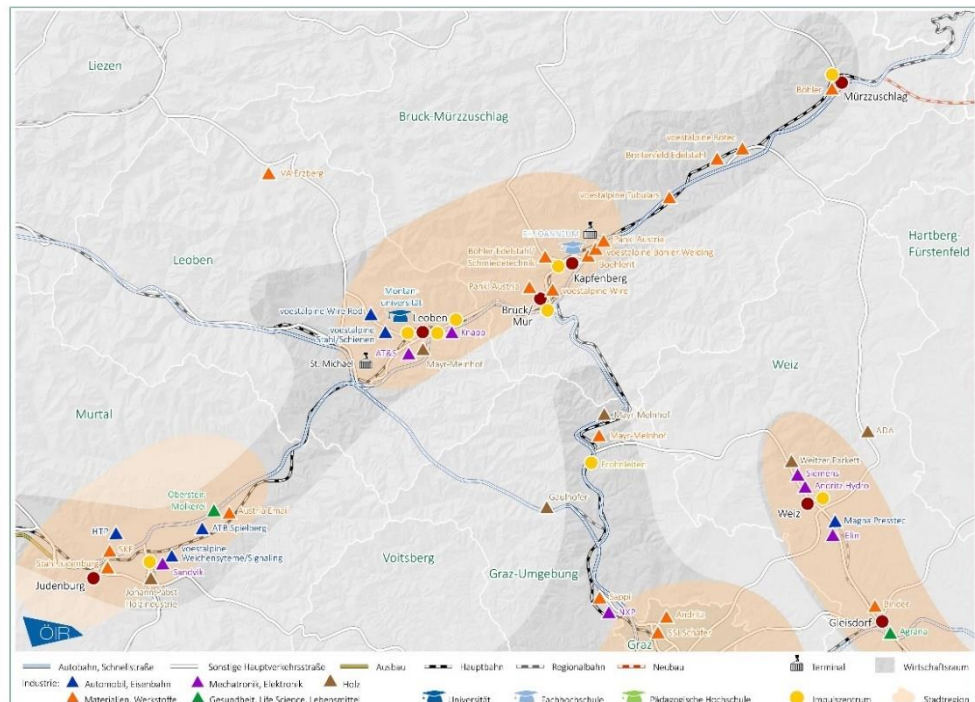 Liezen
Bruck-Mürzzuschlag
Böhler
Mürzzuschlag
voestalpine Rotec
Breitenfeld Edelstahl
VA Erzberg
voestalpine Tubulars
Hartberg-
Fürstenfeld
Leoben
FH JOANNEUM
Pankl Austria
voestalpine Böhler Welding
Böhler Edelstahl
Schmiedetechnik
Boehlerit
Kapfenberg
Pankl Austria
voestalpine Wire
Montan-
universität
Bruck/
Mur
voestalpine Wire Rod
Leoben
voestalpine
Stahl/Schienen
Knapp
AT&S
St. Michael
Mayr-Melnhof
Weiz
Murtal
Mayr-Melnhof
ADA
Mayr-Melnhof
Frohnleiten
Weitzer Parkett
Siemens
Andritz Hydro
Obersteir.
Molkerei
Austria Email
Gaulhofer
Weiz
HTP
ATB Spielberg
Magna Presstec
Elin
SKF
voestalpine
Weichensyteme/Signaling
Voitsberg
Stahl Judenburg
Sandvik
Judenburg
Johann Pabst
Holzindustrie
Graz-Umgebung
Sappi
NXP
Andritz
SSI Schäfer
Binder
Gleisdorf
Agrana
Graz
ÖIR
Autobahn, Schnellstraße
Sonstige Hauptverkehrsstraße
Ausbau
Hauptbahn
Regionalbahn
Neubau
Terminal
Wirtschaftsraum
Industrie:
Automobil, Eisenbahn
Mechatronik, Elektronik
Holz
Materialien, Werkstoffe
Gesundheit, Life Science, Lebensmittel
Universität
Fachhochschule
Pädagogische Hochschule
Impulszentrum
Stadtregion